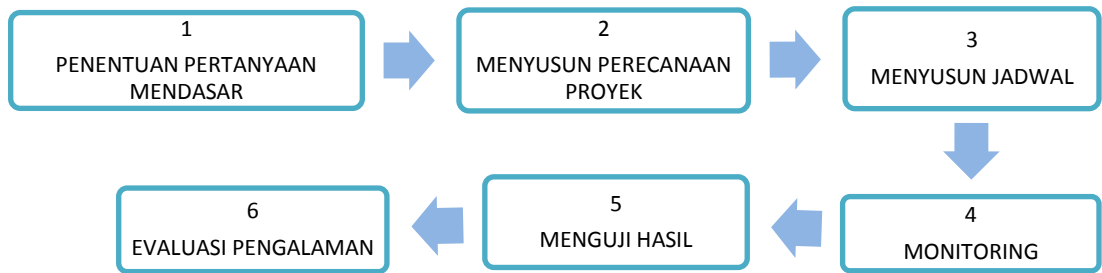 1
PENENTUAN PERTANYAAN
MENDASAR
2
MENYUSUN PERECANAAN
PROYEK
3
MENYUSUN JADWAL
4
MONITORING
5
MENGUJI HASIL
6
EVALUASI PENGALAMAN